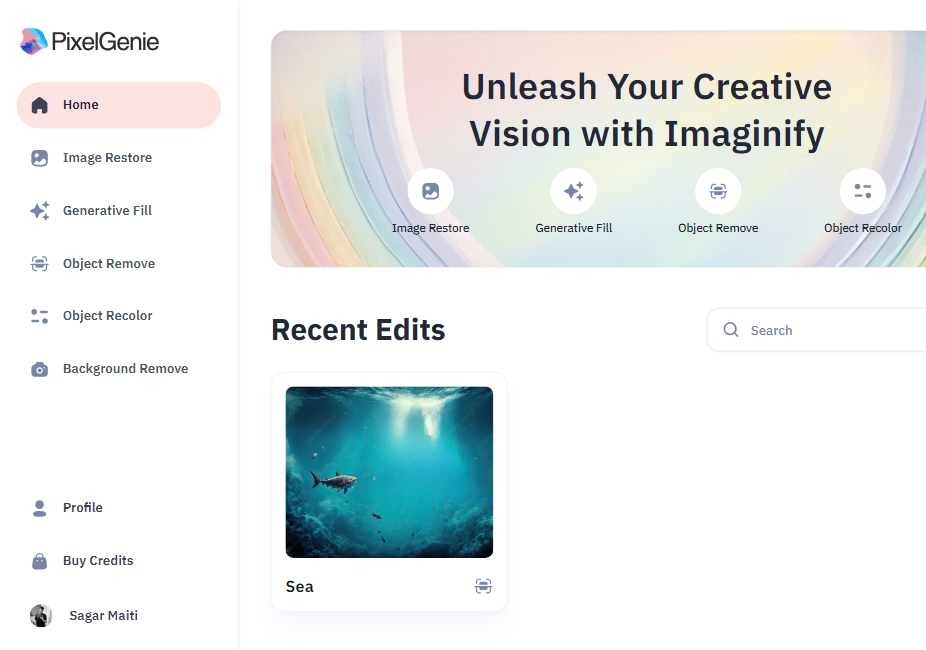 PixelGenie
Home
Image Restore
Generative Fill
Object Remove
Object Recolor
Background Remove
Profile
Buy Credits
Sagar Maiti
Unleash Your Creative
Vision with Imaginify
Image Restore
Generative Fill
Object Remove
Object Recolor
Recent Edits
Search
Sea